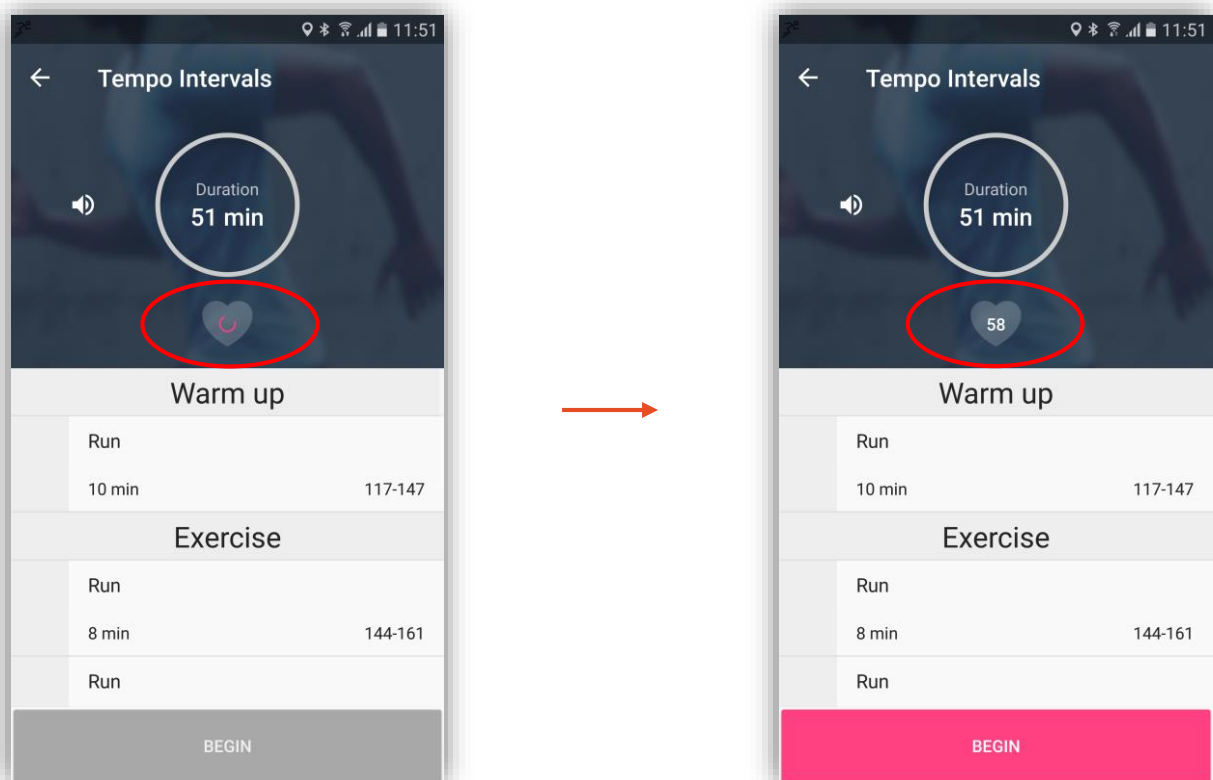 11:51
Tempo Intervals
Duration
51 min
Warm up
Run
10 min 117-147
Exercise
Run
8 min 144-161
Run
BEGIN
11:51
Tempo Intervals
Duration
51 min
58
Warm up
Run
10 min 117-147
Exercise
Run
8 min 144-161
Run
BEGIN